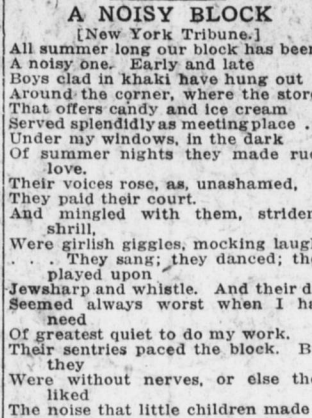 A NOISY BLOCK
[New York Tribune.]
All summer long our block has been
A noisy one. Early and late
Boys clad in khaki have hung out
Around the corner, where the
That offers candy and ice cream
Served splendidly as meeting place .
Under my windows, in the dark
Of summer nights they made
love.
Their voices rose, as, unashamed,
They paid their court.
And mingled with them,
shrill,
Were girlish giggles, mocking
. . . They sang; they danced;
played upon
Jewsharp and whistle. And their
Seemed always worst when I
need
Of greatest quiet to do my work.
Their sentries paced the block.
they
Were without nerves, or else
liked
The noise that little children made